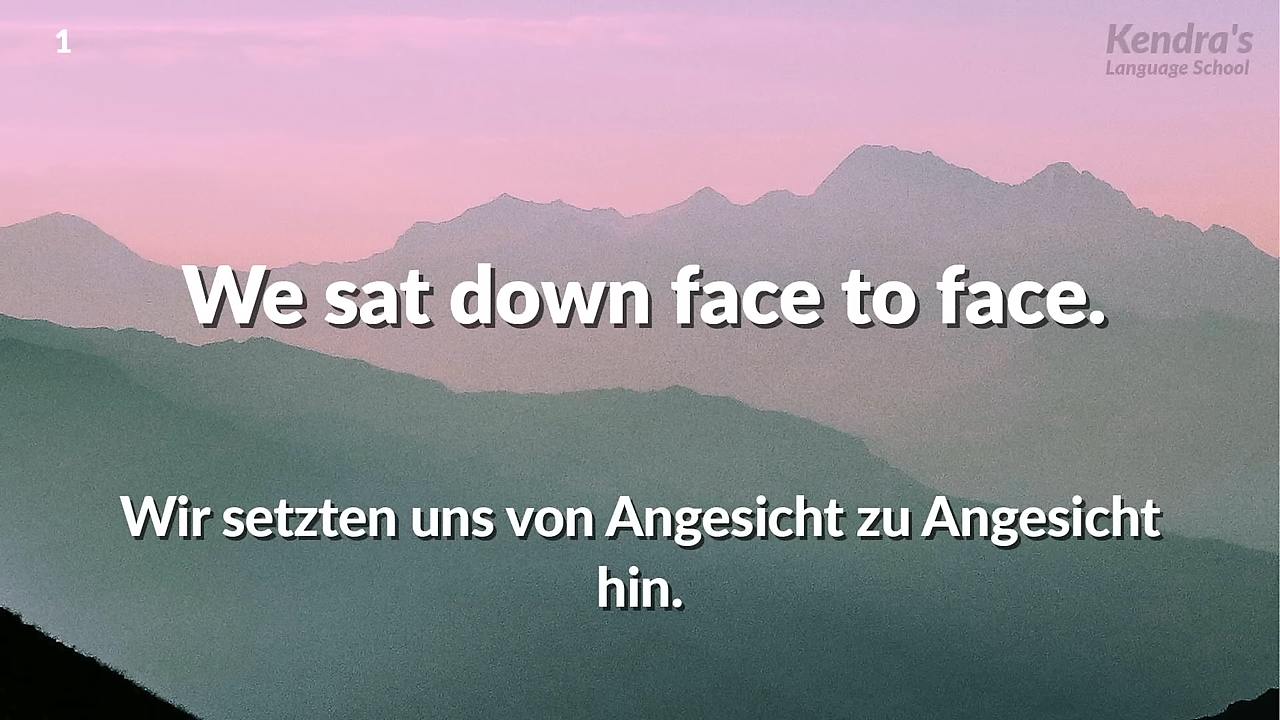 1
Kendra's
Language School
We sat down face to face.
Wir setzten uns von Angesicht zu Angesicht
hin.